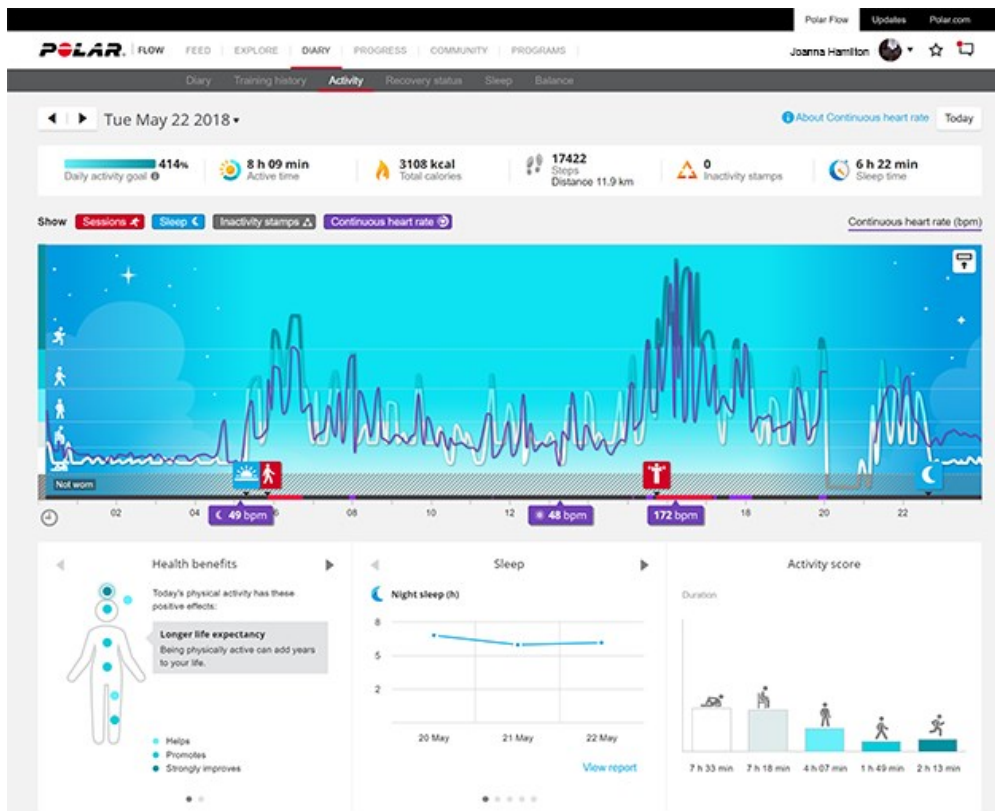 Polar Flow Updates Polar.com
POLAR. FLOW FEED EXPLORE DIARY PROGRESS COMMUNITY PROGRAMS Joanna Hamilton
Diary Training history Activity Recovery status Sleep Balance
Tue May 22 2018 About Continuous heart rate Today
414% 8 h 09 min 3108 kcal 17422 0 6 h 22 min
Daily activity goal Active time Total calories Steps Inactivity stamps Sleep time
Distance 11.9 km
Show Sessions Sleep Inactivity stamps Continuous heart rate Continuous heart rate (bpm)
Not worn
02 04 49 bpm 6 08 10 12 48 bpm 172 bpm 18 20 22
Health benefits Sleep Activity score
Today's physical activity has these
positive effects:
Longer life expectancy
Being physically active can add years
to your life.
Helps
Promotes
Strongly improves
Night sleep (h)
8
5
2
20 May 21 May 22 May
View report
Duration
7 h 33 min 7 h 18 min 4 h 07 min 1 h 49 min 2 h 13 min